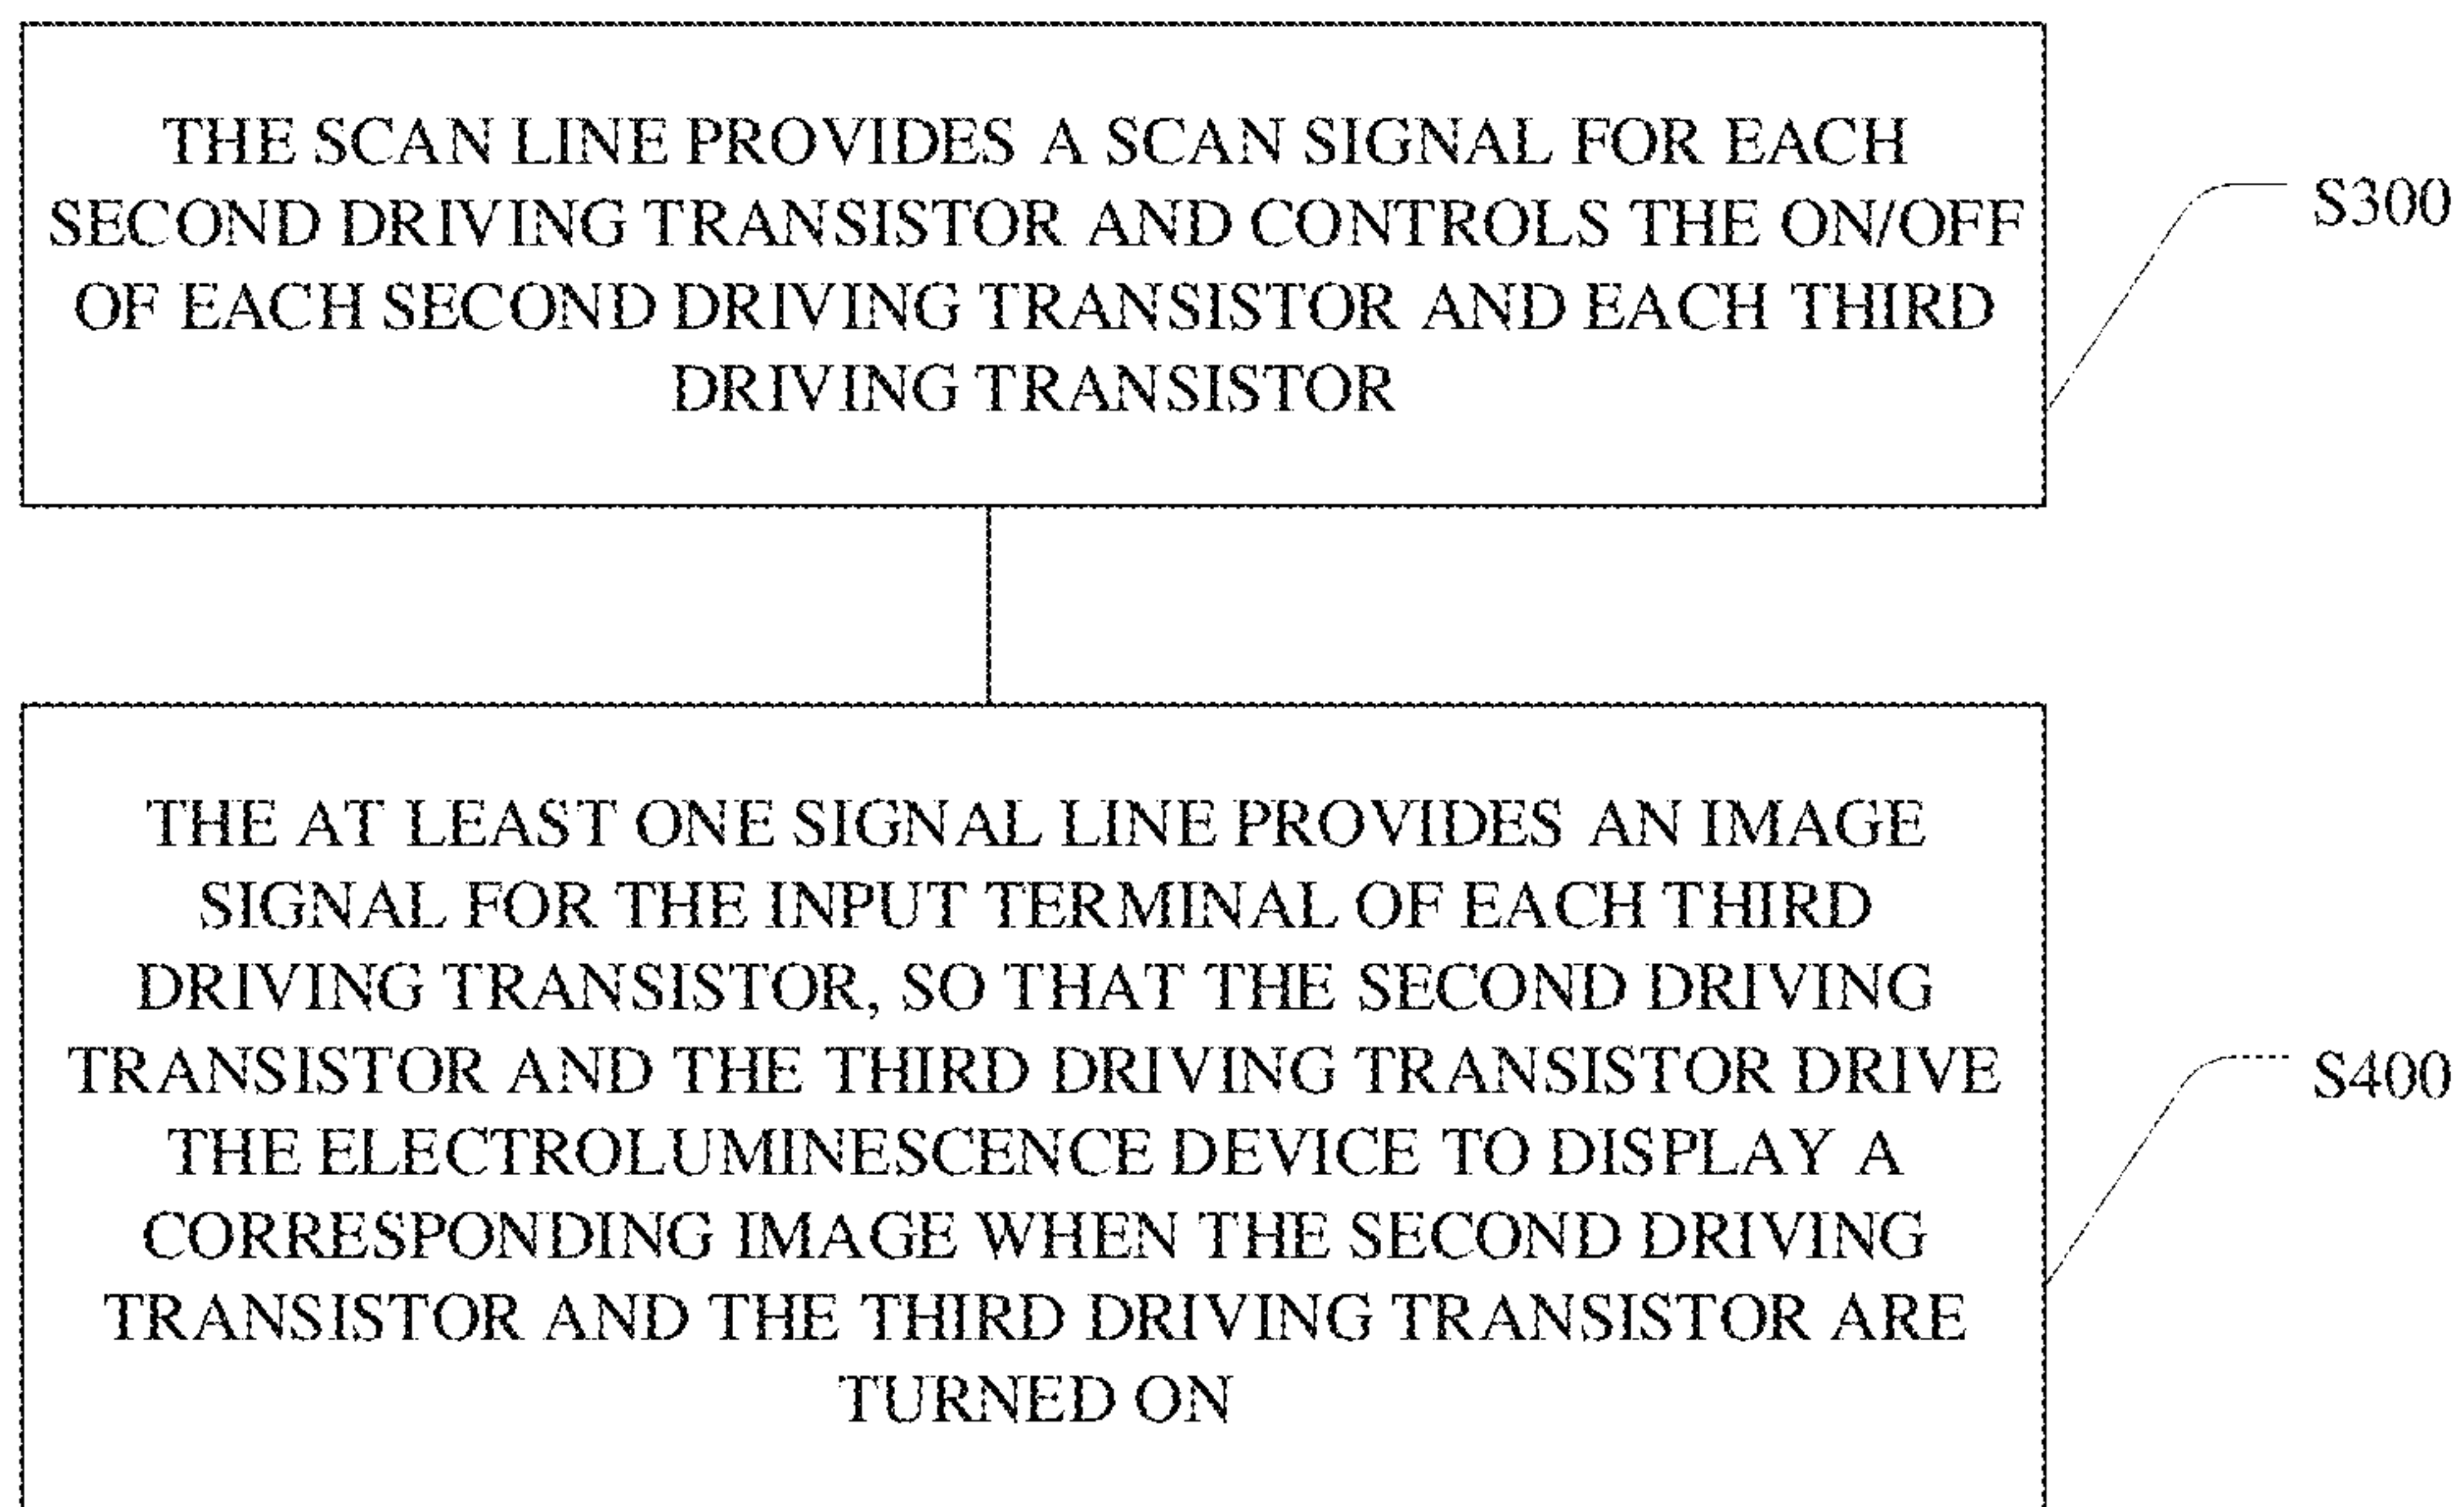 THE SCAN LINE PROVIDES A SCAN SIGNAL FOR EACH
SECOND DRIVING TRANSISTOR AND CONTROLS THE ON/OFF
OF EACH SECOND DRIVING TRANSISTOR AND EACH THIRD
DRIVING TRANSISTOR
S300
THE AT LEAST ONE SIGNAL LINE PROVIDES AN IMAGE
SIGNAL FOR THE INPUT TERMINAL OF EACH THIRD
DRIVING TRANSISTOR, SO THAT THE SECOND DRIVING
TRANSISTOR AND THE THIRD DRIVING TRANSISTOR DRIVE
THE ELECTROLUMINESCENCE DEVICE TO DISPLAY A
CORRESPONDING IMAGE WHEN THE SECOND DRIVING
TRANSISTOR AND THE THIRD DRIVING TRANSISTOR ARE
TURNED ON
S400